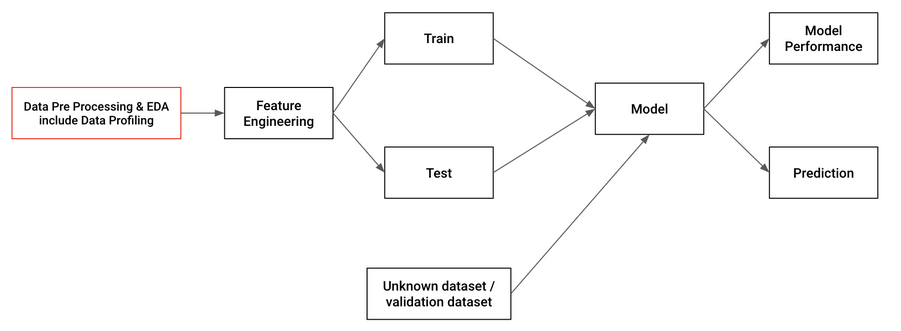 Data Pre Processing & EDA
include Data Profiling
Feature
Engineering
Train
Test
Unknown dataset /
validation dataset
Model
Model
Performance
Prediction